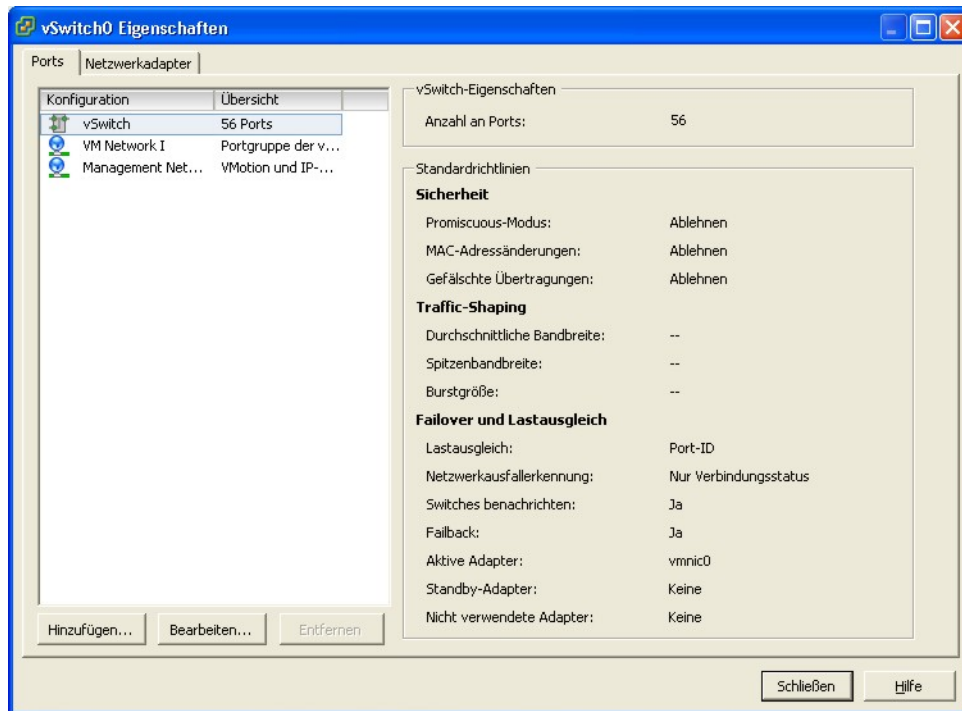 vSwitch0 Eigenschaften
Ports Netzwerkadapter
Konfiguration Übersicht
vSwitch 56 Ports
VM Network I Portgruppe der v...
Management Net... VMotion und IP-...
Hinzufügen... Bearbeiten... Entfernen
vSwitch-Eigenschaften
Anzahl an Ports: 56
Standardrichtlinien
Sicherheit
Promiscuous-Modus: Ablehnen
MAC-Adressänderungen: Ablehnen
Gefälschte Übertragungen: Ablehnen
Traffic-Shaping
Durchschnittliche Bandbreite: --
Spitzenbandbreite: --
Burstgröße: --
Failover und Lastausgleich
Lastausgleich: Port-ID
Netzwerkausfallerkennung: Nur Verbindungsstatus
Switches benachrichten: Ja
Failback: Ja
Aktive Adapter: vmnic0
Standby-Adapter: Keine
Nicht verwendete Adapter: Keine
Schließen Hilfe